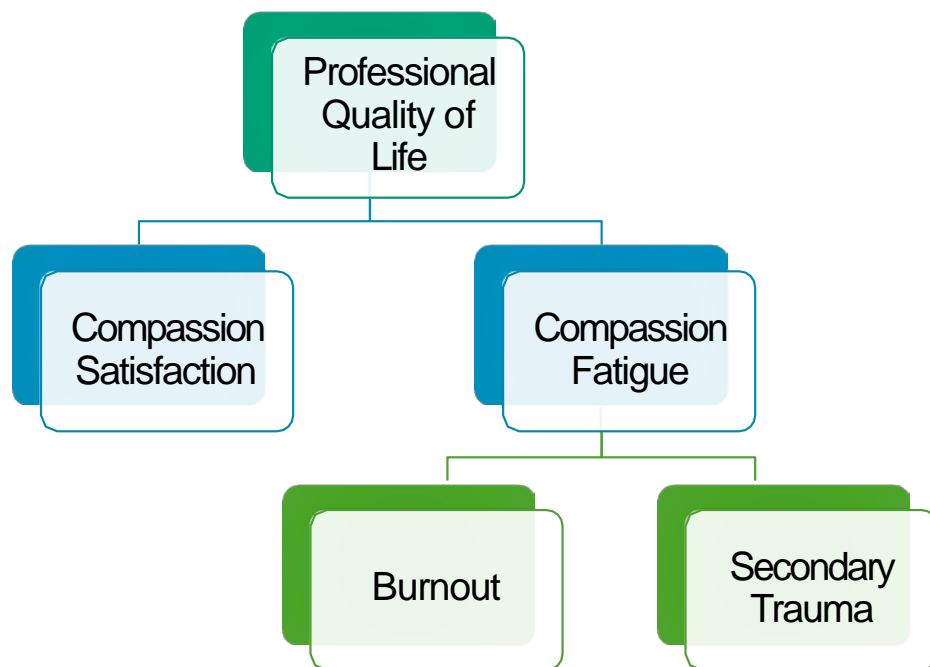 Professional
Quality of
Life
Compassion
Satisfaction
Compassion
Fatigue
Burnout
Secondary
Trauma